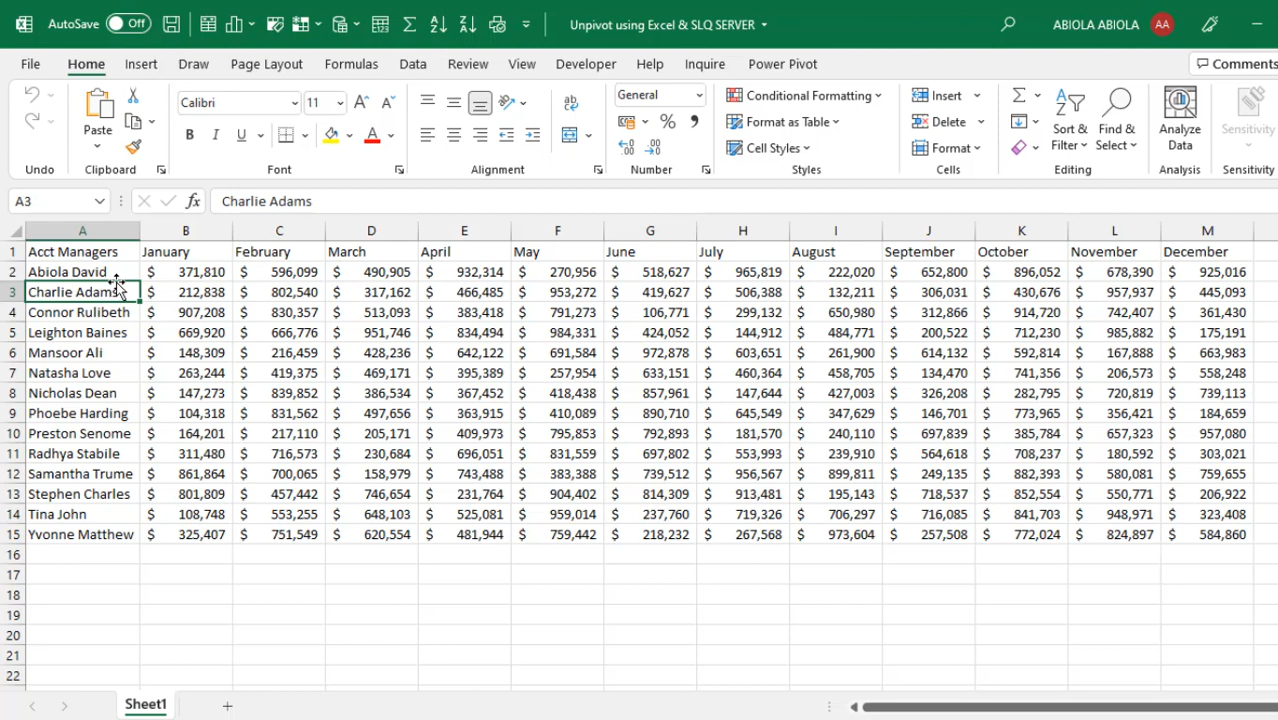 AutoSave Off Unpivot using Excel & SLQ SERVER ABIOLA ABIOLA AA
File Home Insert Draw Page Layout Formulas Data Review View Developer Help Inquire Power Pivot Comments
Calibri 11 General Conditional Formatting Insert
Paste Format as Table Delete Sort & Find & Analyze Sensitivity
B I U A % Cell Styles Format Filter Select Data
Undo Clipboard Font Alignment Number Styles Cells Editing Analysis Sensitivity
A3 fx Charlie Adams
A B C D E F G H I J K L M
1 Acct Managers January February March April May June July August September October November December
2 Abiola David $ 371,810 $ 596,099 $ 490,905 $ 932,314 $ 270,956 $ 518,627 $ 965,819 $ 222,020 $ 652,800 $ 896,052 $ 678,390 $ 925,016
3 Charlie Adams $ 212,838 $ 802,540 $ 317,162 $ 466,485 $ 953,272 $ 419,627 $ 506,388 $ 132,211 $ 306,031 $ 430,676 $ 957,937 $ 445,093
4 Connor Rulibeth $ 907,208 $ 830,357 $ 513,093 $ 383,418 $ 791,273 $ 106,771 $ 299,132 $ 650,980 $ 312,866 $ 914,720 $ 742,407 $ 361,430
5 Leighton Baines $ 669,920 $ 666,776 $ 951,746 $ 834,494 $ 984,331 $ 424,052 $ 144,912 $ 484,771 $ 200,522 $ 712,230 $ 985,882 $ 175,191
6 Mansoor Ali $ 148,309 $ 216,459 $ 428,236 $ 642,122 $ 691,584 $ 972,878 $ 603,651 $ 261,900 $ 614,132 $ 592,814 $ 167,888 $ 663,983
7 Natasha Love $ 263,244 $ 419,375 $ 469,171 $ 395,389 $ 257,954 $ 633,151 $ 460,364 $ 458,705 $ 134,470 $ 741,356 $ 206,573 $ 558,248
8 Nicholas Dean $ 147,273 $ 839,852 $ 386,534 $ 367,452 $ 418,438 $ 857,961 $ 147,644 $ 427,003 $ 326,208 $ 282,795 $ 720,819 $ 739,113
9 Phoebe Harding $ 104,318 $ 831,562 $ 497,656 $ 363,915 $ 410,089 $ 890,710 $ 645,549 $ 347,629 $ 146,701 $ 773,965 $ 356,421 $ 184,659
10 Preston Senome $ 164,201 $ 217,110 $ 205,171 $ 409,973 $ 795,853 $ 792,893 $ 181,570 $ 240,110 $ 697,839 $ 385,784 $ 657,323 $ 957,080
11 Radhya Stabile $ 311,480 $ 716,573 $ 230,684 $ 696,051 $ 831,559 $ 697,802 $ 553,993 $ 239,910 $ 564,618 $ 708,237 $ 180,592 $ 303,021
12 Samantha Trume $ 861,864 $ 700,065 $ 158,979 $ 743,488 $ 383,388 $ 739,512 $ 956,567 $ 899,811 $ 249,135 $ 882,393 $ 580,081 $ 759,655
13 Stephen Charles $ 801,809 $ 457,442 $ 746,654 $ 231,764 $ 904,402 $ 814,309 $ 913,481 $ 195,143 $ 718,537 $ 852,554 $ 550,771 $ 206,922
14 Tina John $ 108,748 $ 553,255 $ 648,103 $ 525,081 $ 959,014 $ 237,760 $ 719,326 $ 706,297 $ 716,085 $ 841,703 $ 948,971 $ 323,408
15 Yvonne Matthew $ 325,407 $ 751,549 $ 620,554 $ 481,944 $ 759,442 $ 218,232 $ 267,568 $ 973,604 $ 257,508 $ 772,024 $ 824,897 $ 584,860
16
17
18
19
20
21
22
Sheet1